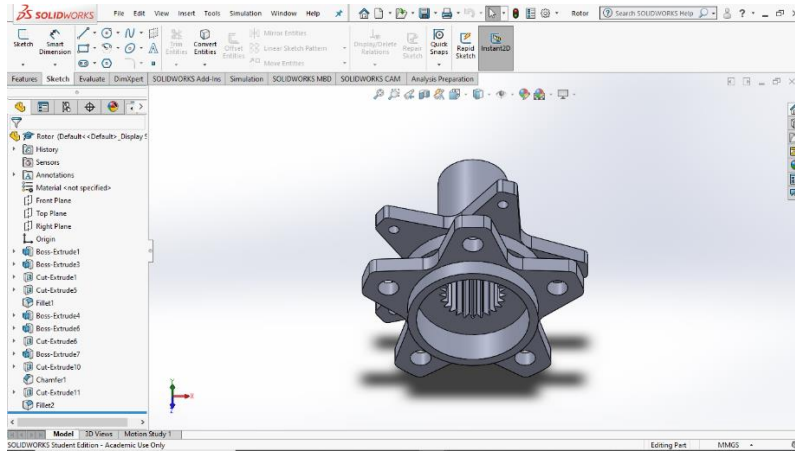 SOLIDWORKS File Edit View Insert Tools Simulation Window Help Rotor Search SOLIDWORKS Help
Sketch Smart Dimension Trim Entities Convert Entities Offset Entities Mirror Entities Linear Sketch Pattern Move Entities Display/Delete Relations Repair Sketch Quick Snaps Rapid Sketch Instant2D
Features Sketch Evaluate DimXpert SOLIDWORKS Add-Ins Simulation SOLIDWORKS MBD SOLIDWORKS CAM Analysis Preparation
Rotor (Default<<Default>_Display S
History
Sensors
Annotations
Material <not specified>
Front Plane
Top Plane
Right Plane
Origin
Boss-Extrude1
Boss-Extrude3
Cut-Extrude1
Cut-Extrude5
Fillet1
Boss-Extrude4
Boss-Extrude6
Cut-Extrude6
Boss-Extrude7
Cut-Extrude10
Chamfer1
Cut-Extrude11
Fillet2
Model 3D Views Motion Study 1
SOLIDWORKS Student Edition - Academic Use Only Editing Part MMGS